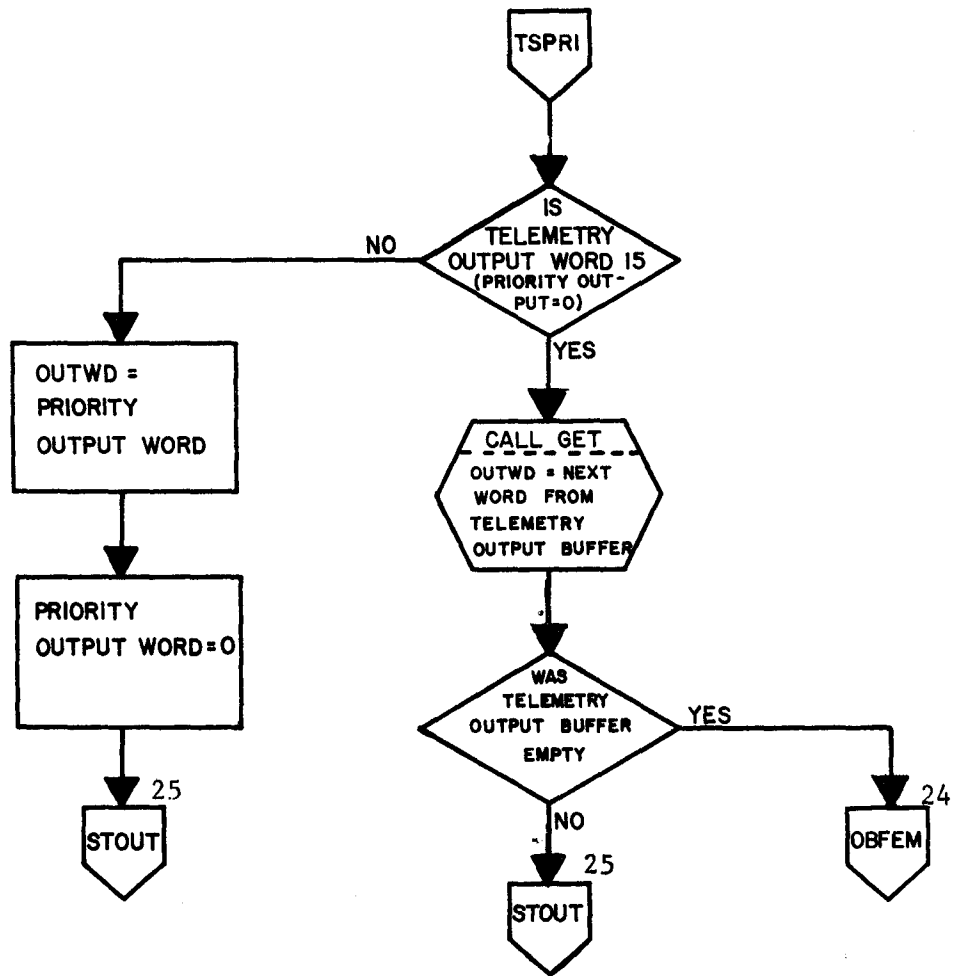 TSPRI
IS
TELEMETRY
OUTPUT WORD 15
(PRIORITY OUT-
PUT=0)
NO
YES
OUTWD =
PRIORITY
OUTPUT WORD
CALL GET
OUTWD = NEXT
WORD FROM
TELEMETRY
OUTPUT BUFFER
PRIORITY
OUTPUT WORD=0
WAS
TELEMETRY
OUTPUT BUFFER
EMPTY
YES
NO
25
STOUT
25
STOUT
24
OBFEM